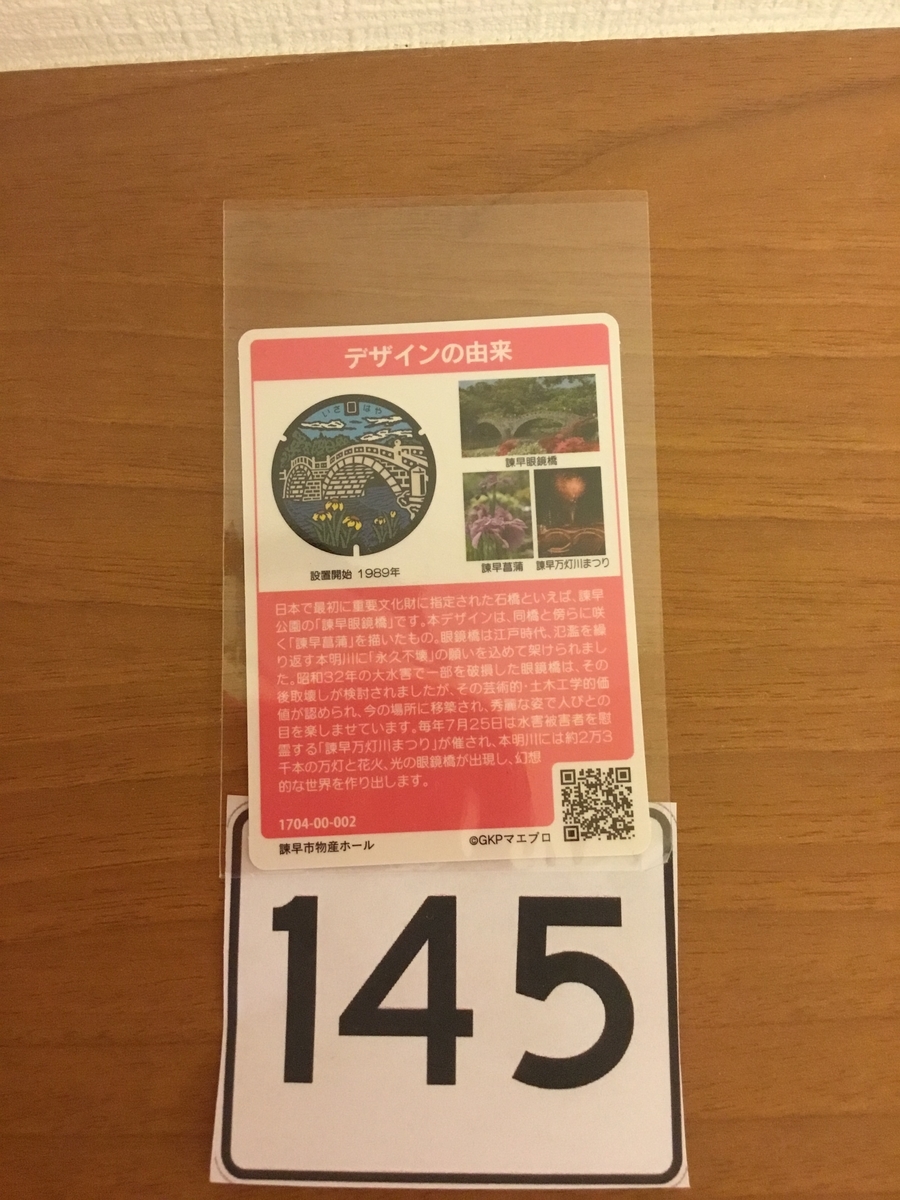 デザインの由来
いさはや
諫早眼鏡橋
諫早菖蒲
諫早万灯川まつり
設置開始 1989年
日本で最初に重要文化財に指定された石橋といえば、諫早
公園の「諫早眼鏡橋」です。本デザインは、同橋と傍らに咲
く「諫早菖蒲」を描いたもの。眼鏡橋は江戸時代、氾濫を繰
り返す本明川に「永久不壊」の願いを込めて架けられまし
た。昭和32年の大水害で一部を破損した眼鏡橋は、その
後取壊しが検討されましたが、その芸術的・土木工学的価
値が認められ、今の場所に移築され、秀麗な姿で人びとの
目を楽しませています。毎年7月25日は水害被害者を慰
霊する「諫早万灯川まつり」が催され、本明川には約2万3
千本の万灯と花火、光の眼鏡橋が出現し、幻想
的な世界を作り出します。
1704-00-002
諫早市物産ホール
©GKPマエプロ
145